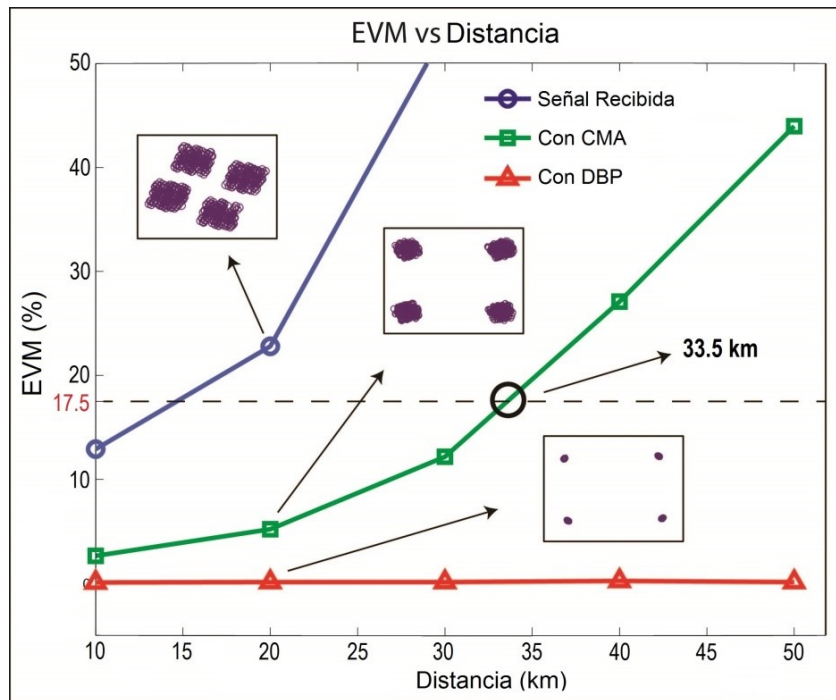 EVM vs Distancia
50
Señal Recibida
Con CMA
40
Con DBP
30
EVM (%)
33.5 km
20
17.5
10
0
10 15 20 25 30 35 40 45 50
Distancia (km)